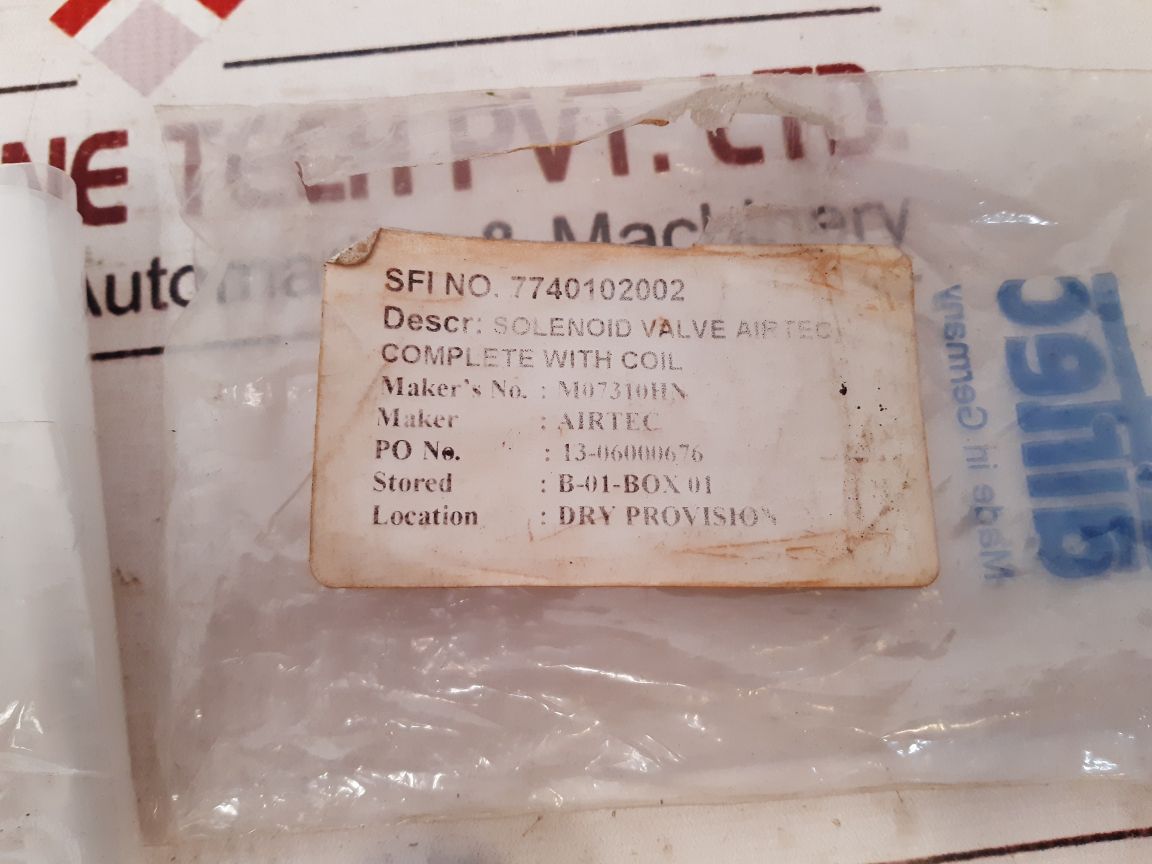 NE TECH PVT. LTD.
& Machinery
SFI NO. 7740102002
Descr: SOLENOID VALVE AIRTEC,
COMPLETE WITH COIL
Maker's No. : M07310HN
Maker : AIRTEC
PO No. : 13-06000676
Stored : B-01-BOX 01
Location : DRY PROVISION
Made in Germany
airtec